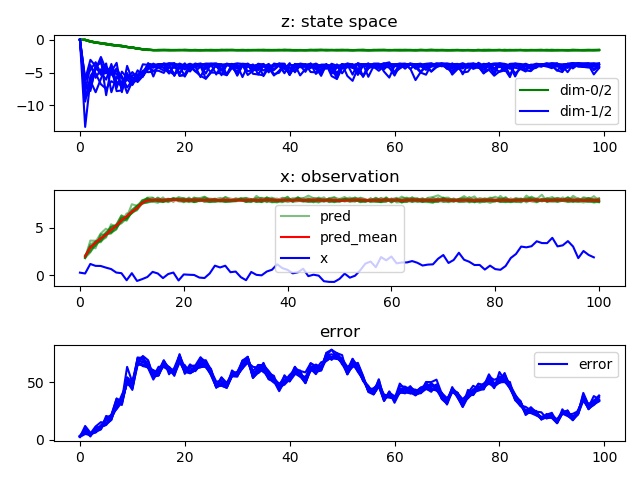 z: state space
0
−5
−10
dim-0/2
dim-1/2
0 20 40 60 80 100
x: observation
5
0
pred
pred_mean
x
0 20 40 60 80 100
error
50
0
error
0 20 40 60 80 100